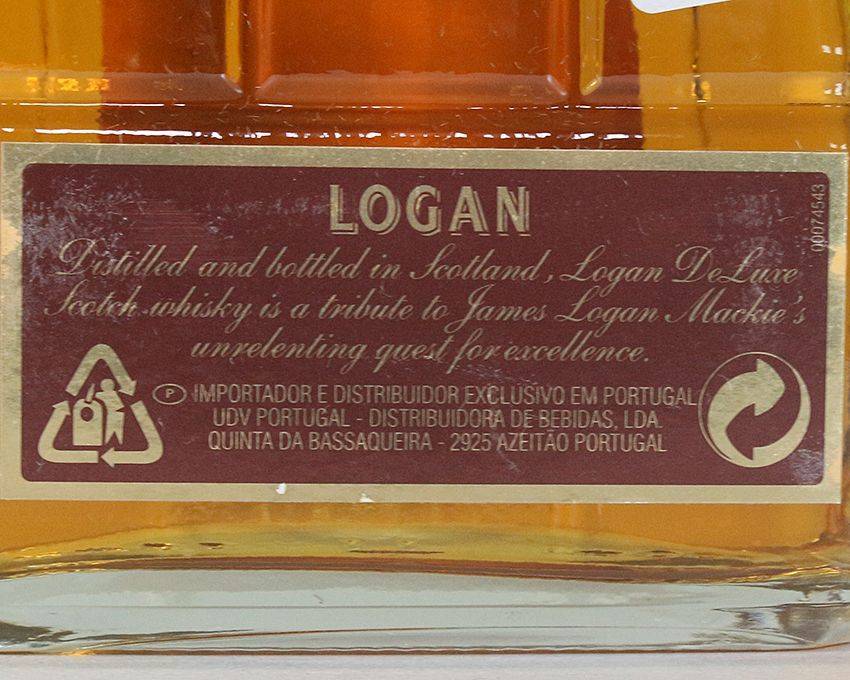 LOGAN
Distilled and bottled in Scotland, Logan DeLuxe
Scotch whisky is a tribute to James Logan Mackie's
unrelenting quest for excellence.
P IMPORTADOR E DISTRIBUIDOR EXCLUSIVO EM PORTUGAL
UDV PORTUGAL - DISTRIBUIDORA DE BEBIDAS, LDA.
QUINTA DA BASSAQUEIRA - 2925 AZEITÃO PORTUGAL
00074543